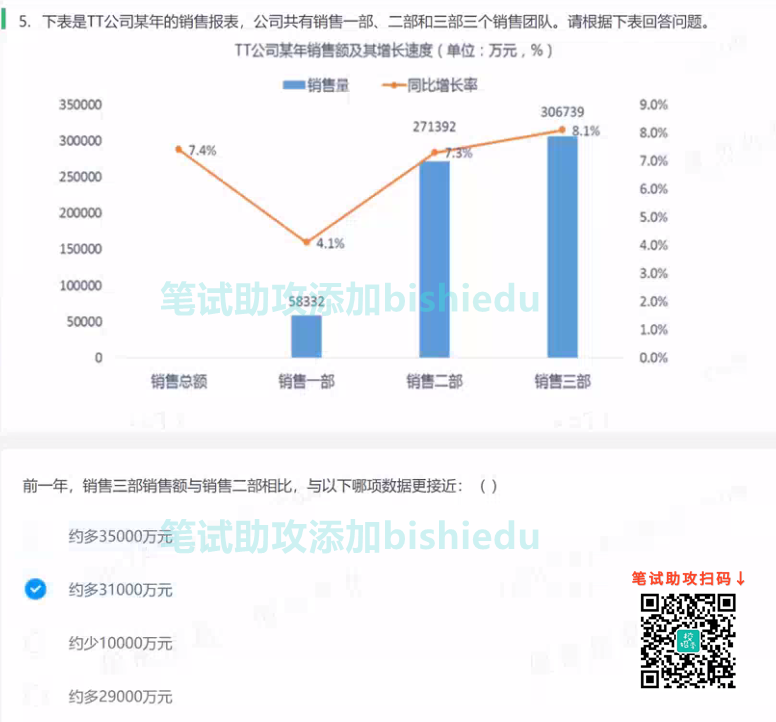 5. 下表是TT公司某年的销售报表，公司共有销售一部、二部和三部三个销售团队。请根据下表回答问题。
TT公司某年销售额及其增长速度（单位：万元，%）
销售量 同比增长率
350000 9.0%
306739
300000 8.0%
8.1%
271392
7.4% 7.3%
250000 7.0%
6.0%
200000 5.0%
150000 4.0%
4.1%
100000 3.0%
笔试助攻添加bishiedu
58332
2.0%
50000 1.0%
0 0.0%
销售总额 销售一部 销售二部 销售三部
前一年，销售三部销售额与销售二部相比，与以下哪项数据更接近：（ ）
约多35000万元
笔试助攻添加bishiedu
约多31000万元
笔试助攻扫码↓
约少10000万元
约多29000万元